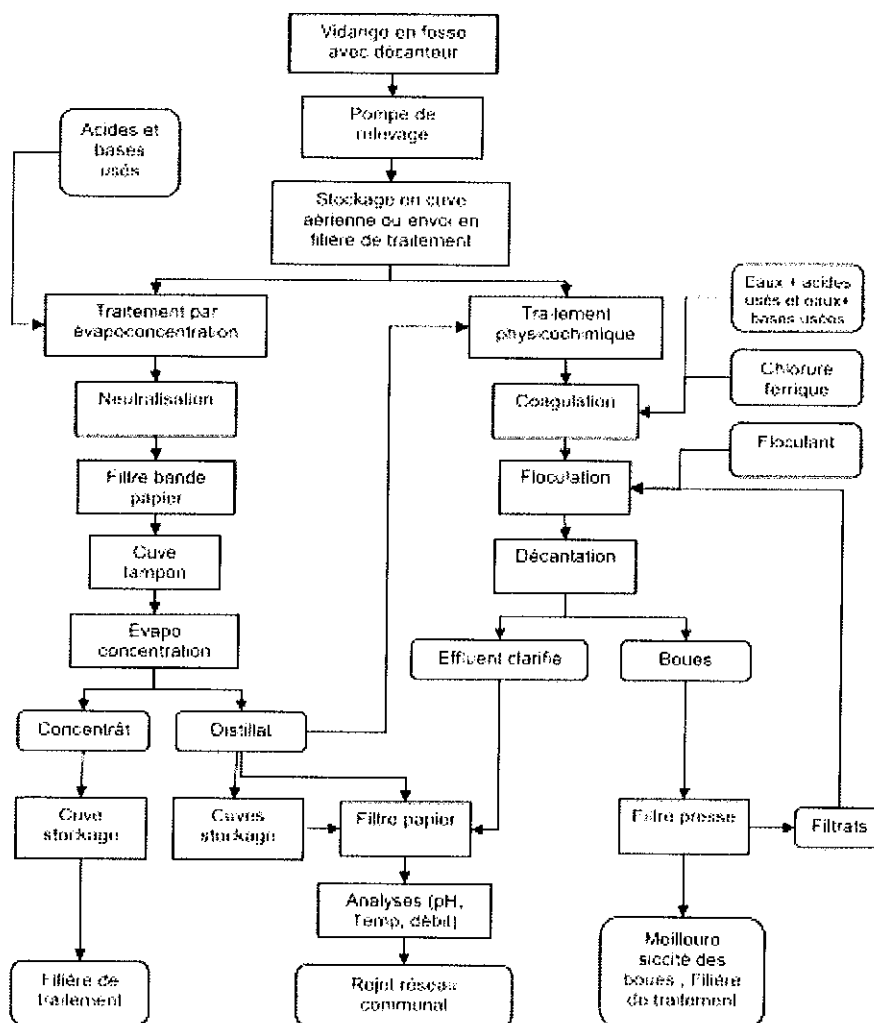 Vidange en fosse
avec décanteur
Pompe de
relevage
Acides et
bases
usés
Stockage en cuve
aérienne ou envoi en
filière de traitement
Traitement par
évapoconcentration
Traitement
physicochimique
Eaux + acides
usés et eaux+
bases usées
Neutralisation
Coagulation
Chlorure
ferrique
Filtre bande
papier
Floculation
Floculant
Cuve
tampon
Décantation
Evapo
concentration
Effluent clarifié
Boues
Concentrât
Distillat
Cuve
stockage
Cuves
stockage
Filtre papier
Filtre presse
Filtrats
Analyses (pH,
Temp, débit)
Filière de
traitement
Rejet réseau
communal
Meilleure
siccité des
boues , Filière
de traitement